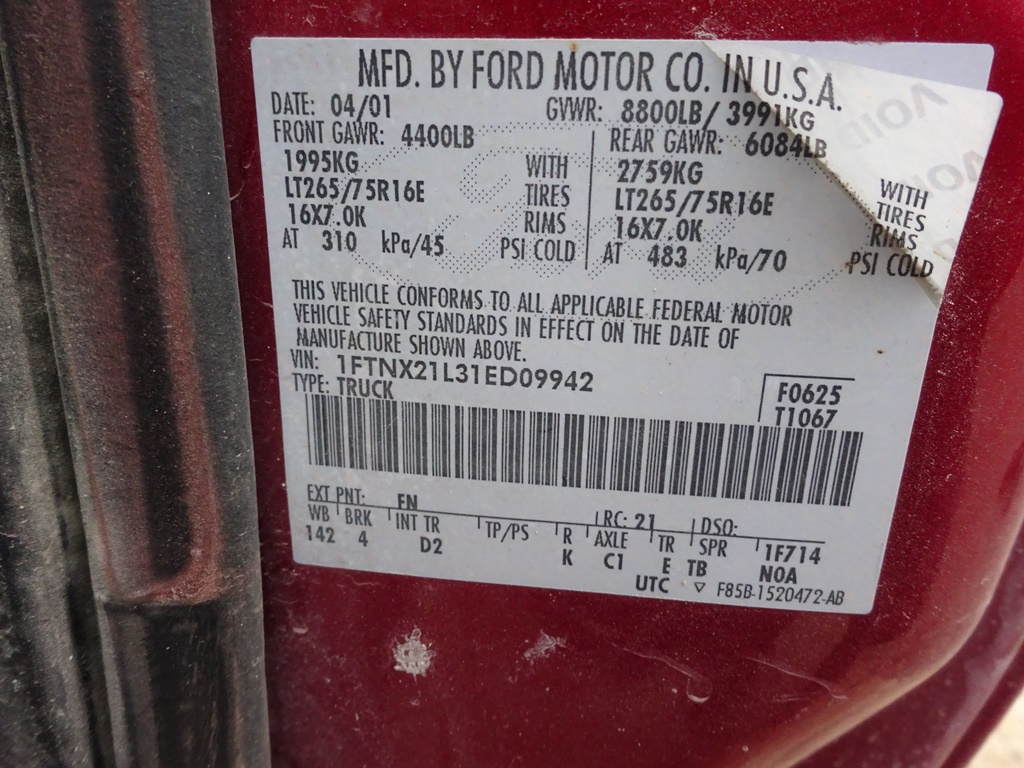 MFD. BY FORD MOTOR CO. IN U.S.A.
DATE: 04/01 GVWR: 8800LB/ 3991KG
FRONT GAWR: 4400LB REAR GAWR: 6084LB
1995KG WITH 2759KG WITH
LT265/75R16E TIRES LT265/75R16E TIRES
16X7.0K RIMS 16X7.0K RIMS
AT 310 kPa/45 PSI COLD AT 483 kPa/70 PSI COLD
THIS VEHICLE CONFORMS TO ALL APPLICABLE FEDERAL MOTOR
VEHICLE SAFETY STANDARDS IN EFFECT ON THE DATE OF
MANUFACTURE SHOWN ABOVE.
VIN: 1FTNX21L31ED09942
TYPE: TRUCK
F0625
T1067
EXT PNT: FN RC: 21 DSO:
WB BRK INT TR TP/PS R AXLE TR SPR 1F714
142 4 D2 K C1 E TB N0A
UTC ▽ F85B-1520472-AB
VOID
VOID